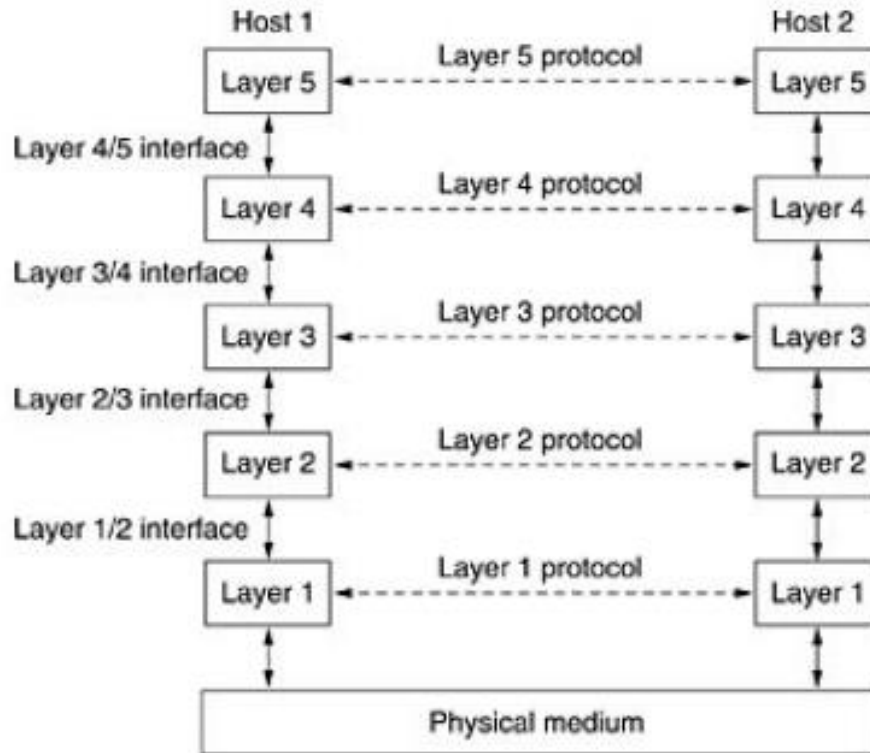 Host 1
Host 2
Layer 5 protocol
Layer 5
Layer 5
Layer 4/5 interface
Layer 4 protocol
Layer 4
Layer 4
Layer 3/4 interface
Layer 3 protocol
Layer 3
Layer 3
Layer 2/3 interface
Layer 2 protocol
Layer 2
Layer 2
Layer 1/2 interface
Layer 1 protocol
Layer 1
Layer 1
Physical medium